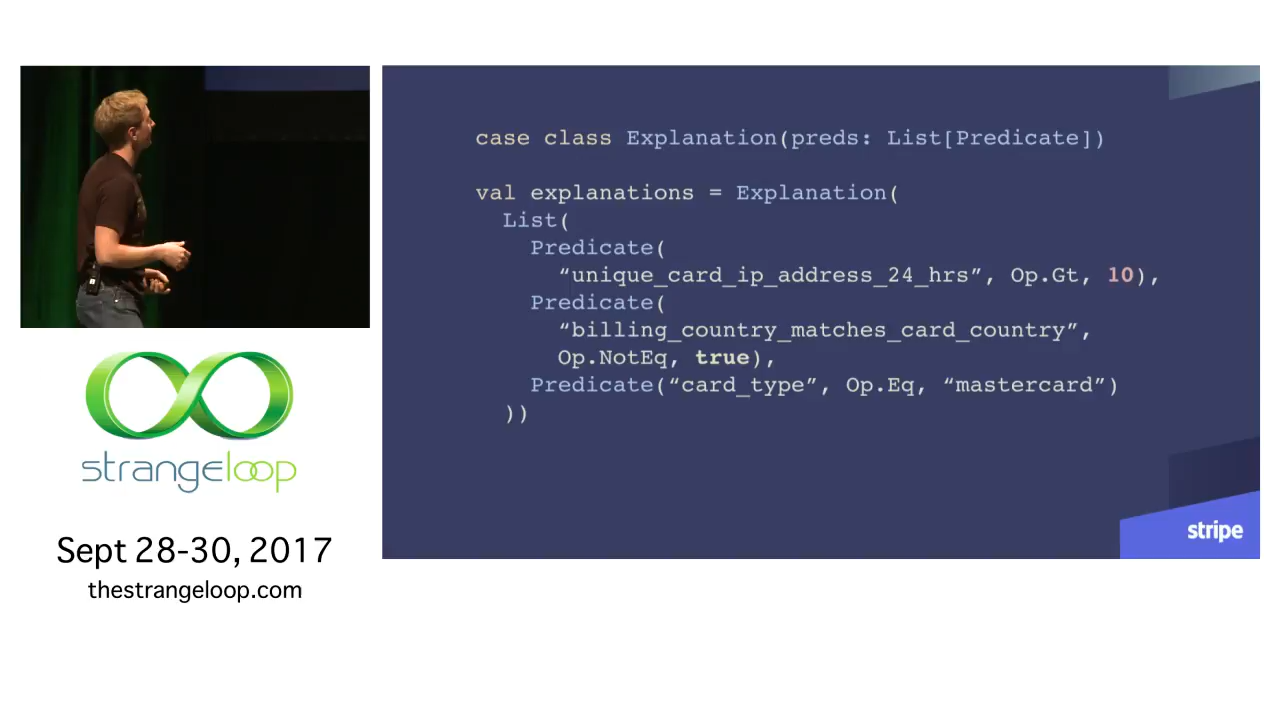 case class Explanation(preds: List[Predicate])
val explanations = Explanation(
List(
Predicate(
“unique_card_ip_address_24_hrs”, Op.Gt, 10),
Predicate(
“billing_country_matches_card_country”,
Op.NotEq, true),
Predicate(“card_type”, Op.Eq, “mastercard”)
))
stripe
strangeloop
Sept 28-30, 2017
thestrangeloop.com